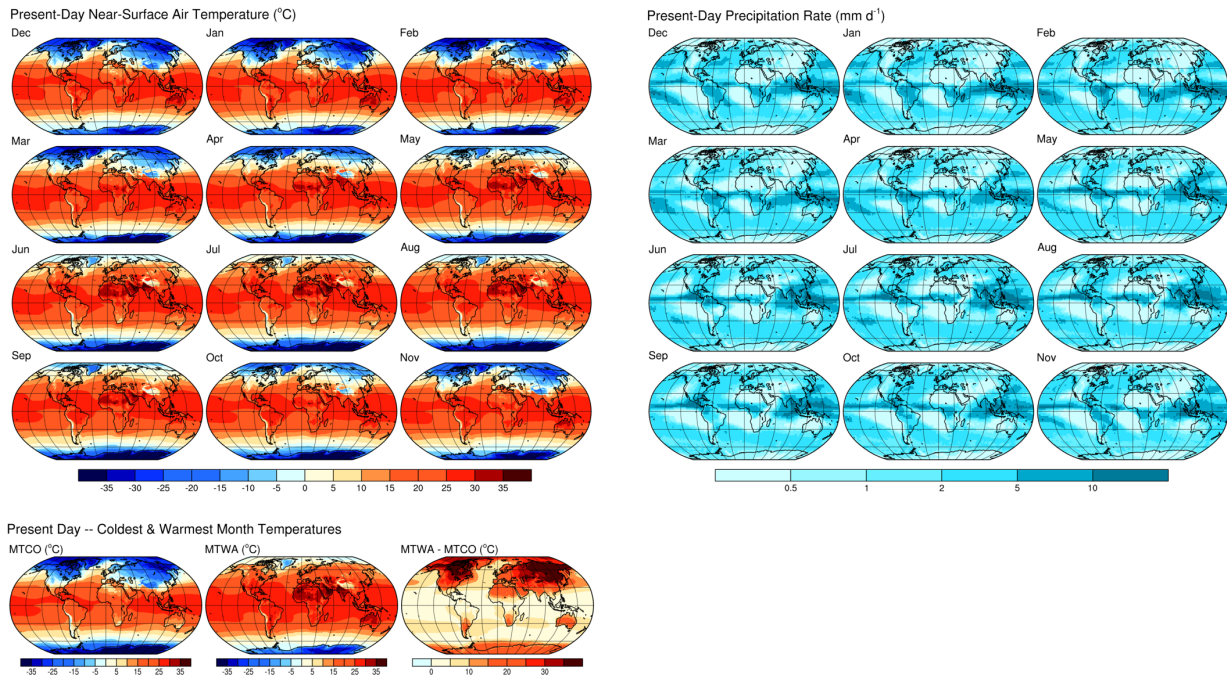 Present-Day Near-Surface Air Temperature (°C)
Dec Jan Feb
Mar Apr May
Jun Jul Aug
Sep Oct Nov
-35 -30 -25 -20 -15 -10 -5 0 5 10 15 20 25 30 35
Present-Day Precipitation Rate (mm d⁻¹)
Dec Jan Feb
Mar Apr May
Jun Jul Aug
Sep Oct Nov
0.5 1 2 5 10
Present Day -- Coldest & Warmest Month Temperatures
MTCO (°C) MTWA (°C) MTWA - MTCO (°C)
-35 -25 -15 -5 5 15 25 35 -35 -25 -15 -5 5 15 25 35 0 10 20 30